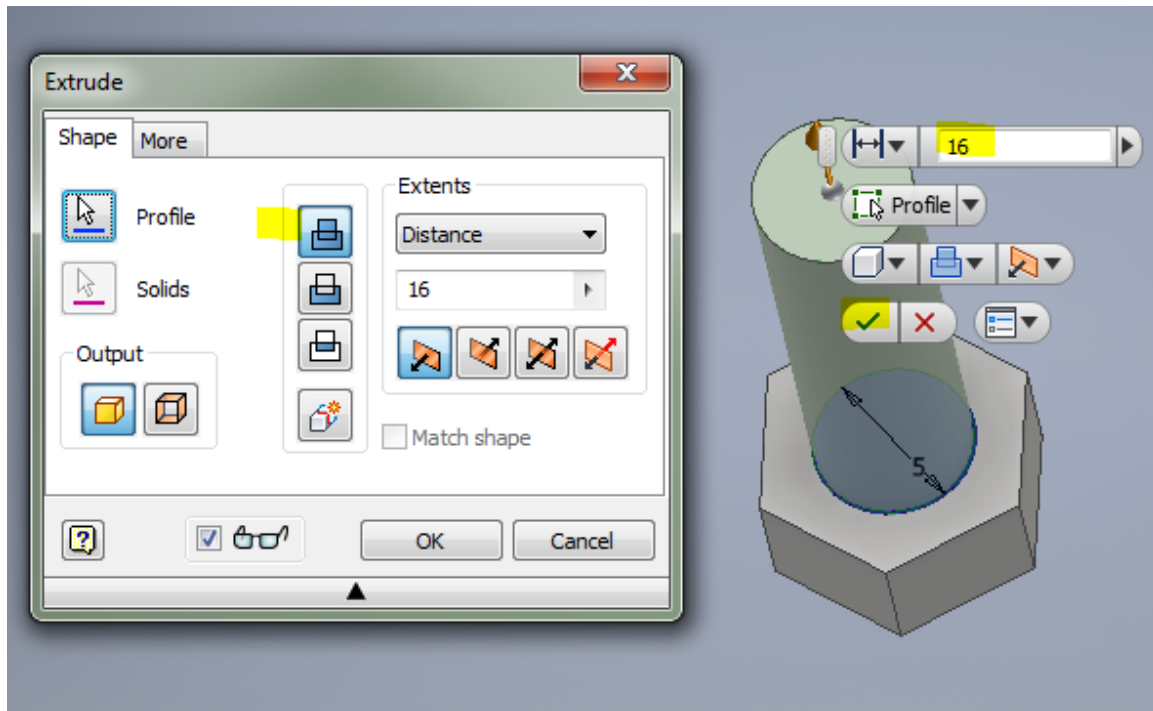 Extrude
Shape More
Profile
Solids
Output
Extents
Distance
16
Match shape
OK Cancel
16
Profile
5